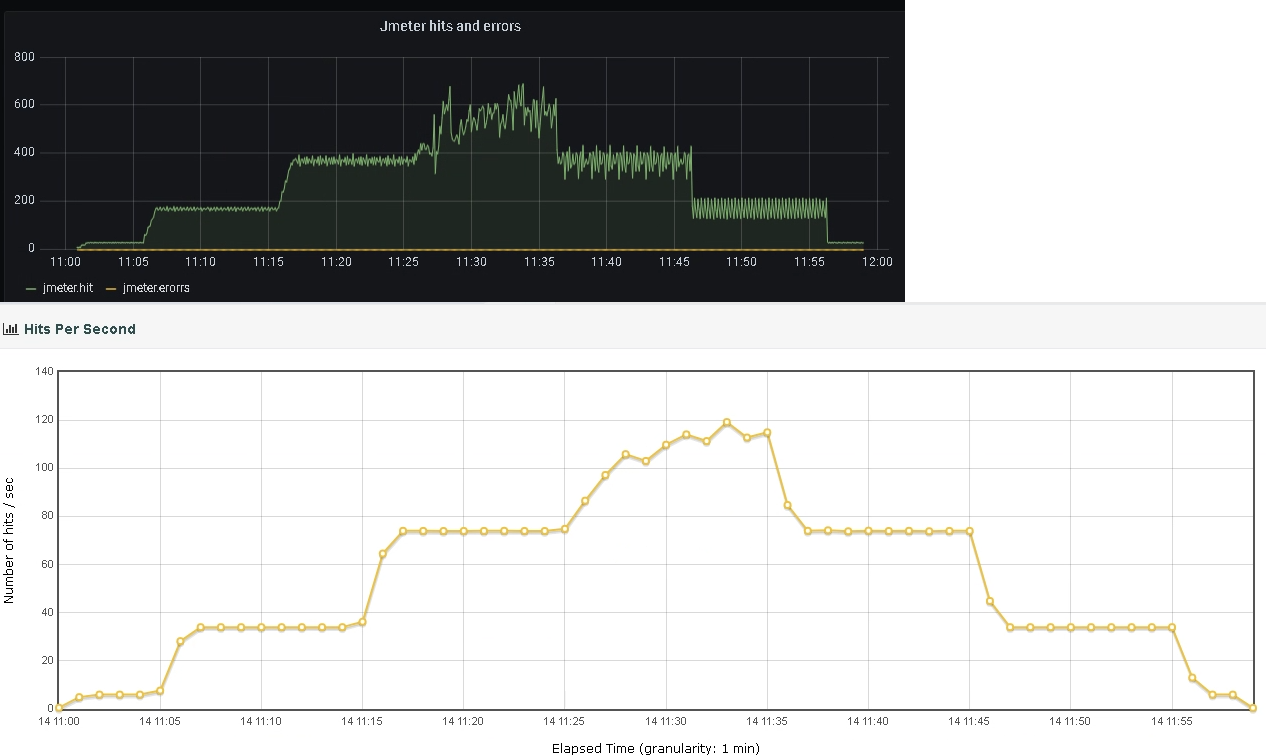 Jmeter hits and errors
800
600
400
200
0
11:00 11:05 11:10 11:15 11:20 11:25 11:30 11:35 11:40 11:45 11:50 11:55 12:00
jmeter.hit jmeter.erorrs
Hits Per Second
140
120
100
80
60
40
20
0
Number of hits / sec
14 11:00 14 11:05 14 11:10 14 11:15 14 11:20 14 11:25 14 11:30 14 11:35 14 11:40 14 11:45 14 11:50 14 11:55
Elapsed Time (granularity: 1 min)